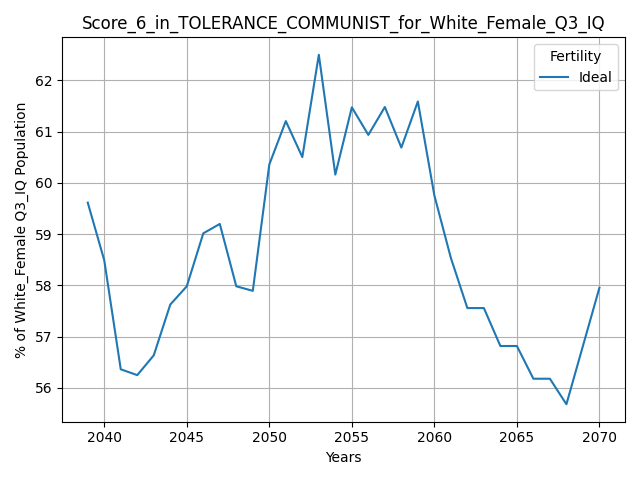 Score_6_in_TOLERANCE_COMMUNIST_for_White_Female_Q3_IQ
Fertility
Ideal
% of White_Female Q3_IQ Population
62
61
60
59
58
57
56
2040
2045
2050
2055
2060
2065
2070
Years